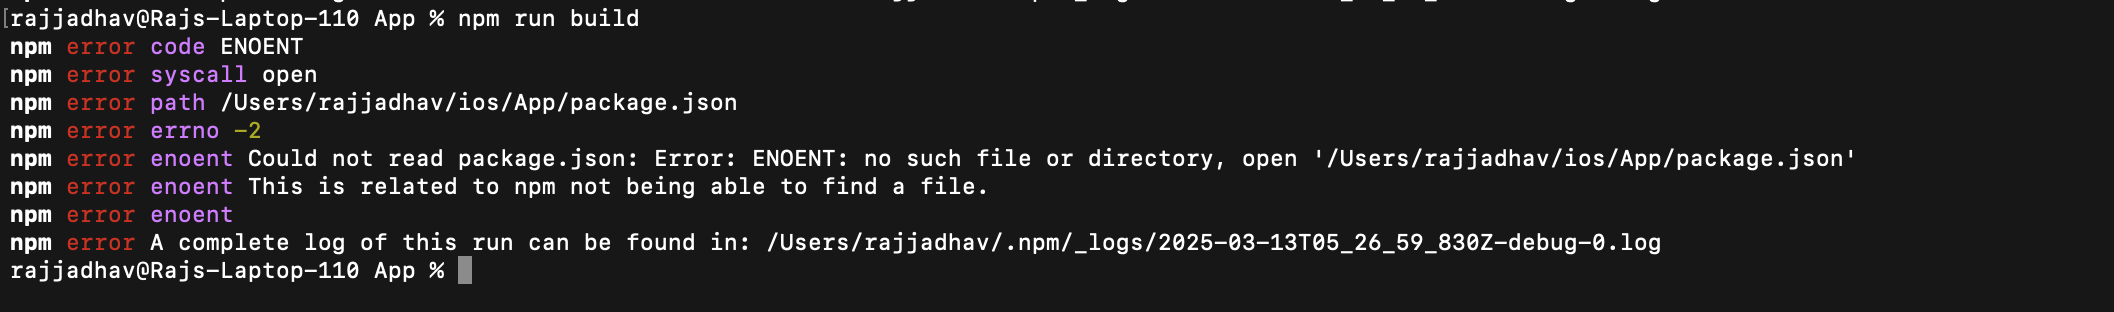 [rajjadhav@Rajs-Laptop-110 App % npm run build
npm error code ENOENT
npm error syscall open
npm error path /Users/rajjadhav/ios/App/package.json
npm error errno -2
npm error enoent Could not read package.json: Error: ENOENT: no such file or directory, open '/Users/rajjadhav/ios/App/package.json'
npm error enoent This is related to npm not being able to find a file.
npm error enoent
npm error A complete log of this run can be found in: /Users/rajjadhav/.npm/_logs/2025-03-13T05_26_59_830Z-debug-0.log
rajjadhav@Rajs-Laptop-110 App %